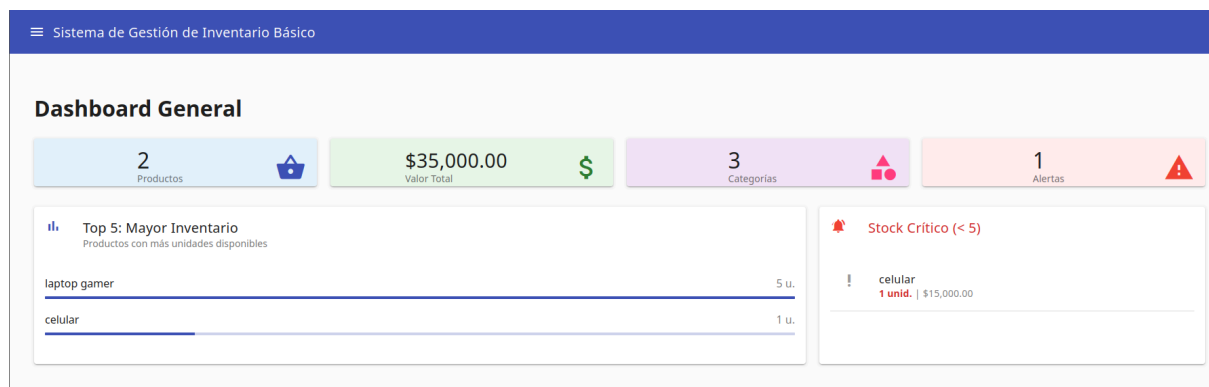 Sistema de Gestión de Inventario Básico
Dashboard General
2
Productos
$35,000.00
Valor Total
3
Categorías
1
Alertas
Top 5: Mayor Inventario
Productos con más unidades disponibles
laptop gamer 5 u.
celular 1 u.
Stock Crítico (< 5)
celular
1 unid. | $15,000.00